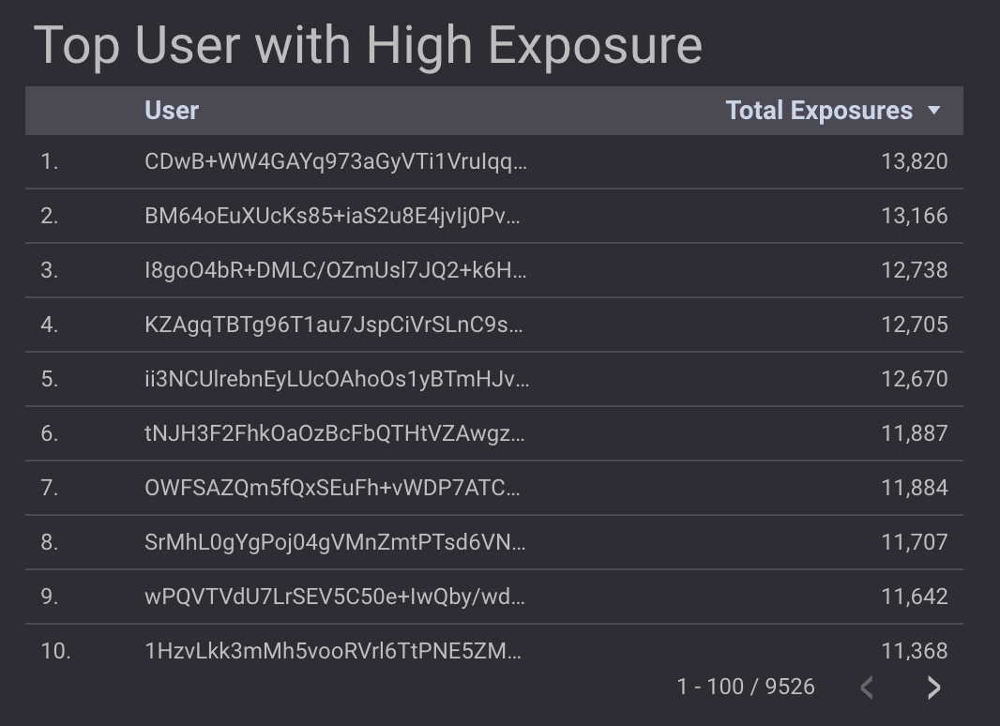 Top User with High Exposure
User Total Exposures
1. CDwB+WW4GAYq973aGyVTi1VruIqq... 13,820
2. BM64oEuXUcKs85+iaS2u8E4jvIj0Pv... 13,166
3. I8goO4bR+DMLC/OZmUsl7JQ2+k6H... 12,738
4. KZAgqTBTg96T1au7JspCiVrSLnC9s... 12,705
5. ii3NCUlrebnEyLUcOAhoOs1yBTmHJv... 12,670
6. tNJH3F2FhkOaOzBcFbQTHtVZAwgz... 11,887
7. OWFSAZQm5fQxSEuFh+vWDP7ATC... 11,884
8. SrMhL0gYgPoj04gVMnZmtPTsd6VN... 11,707
9. wPQVTVdU7LrSEV5C50e+IwQby/wd... 11,642
10. 1HzvLkk3mMh5vooRVrl6TtPNE5ZM... 11,368
1 - 100 / 9526